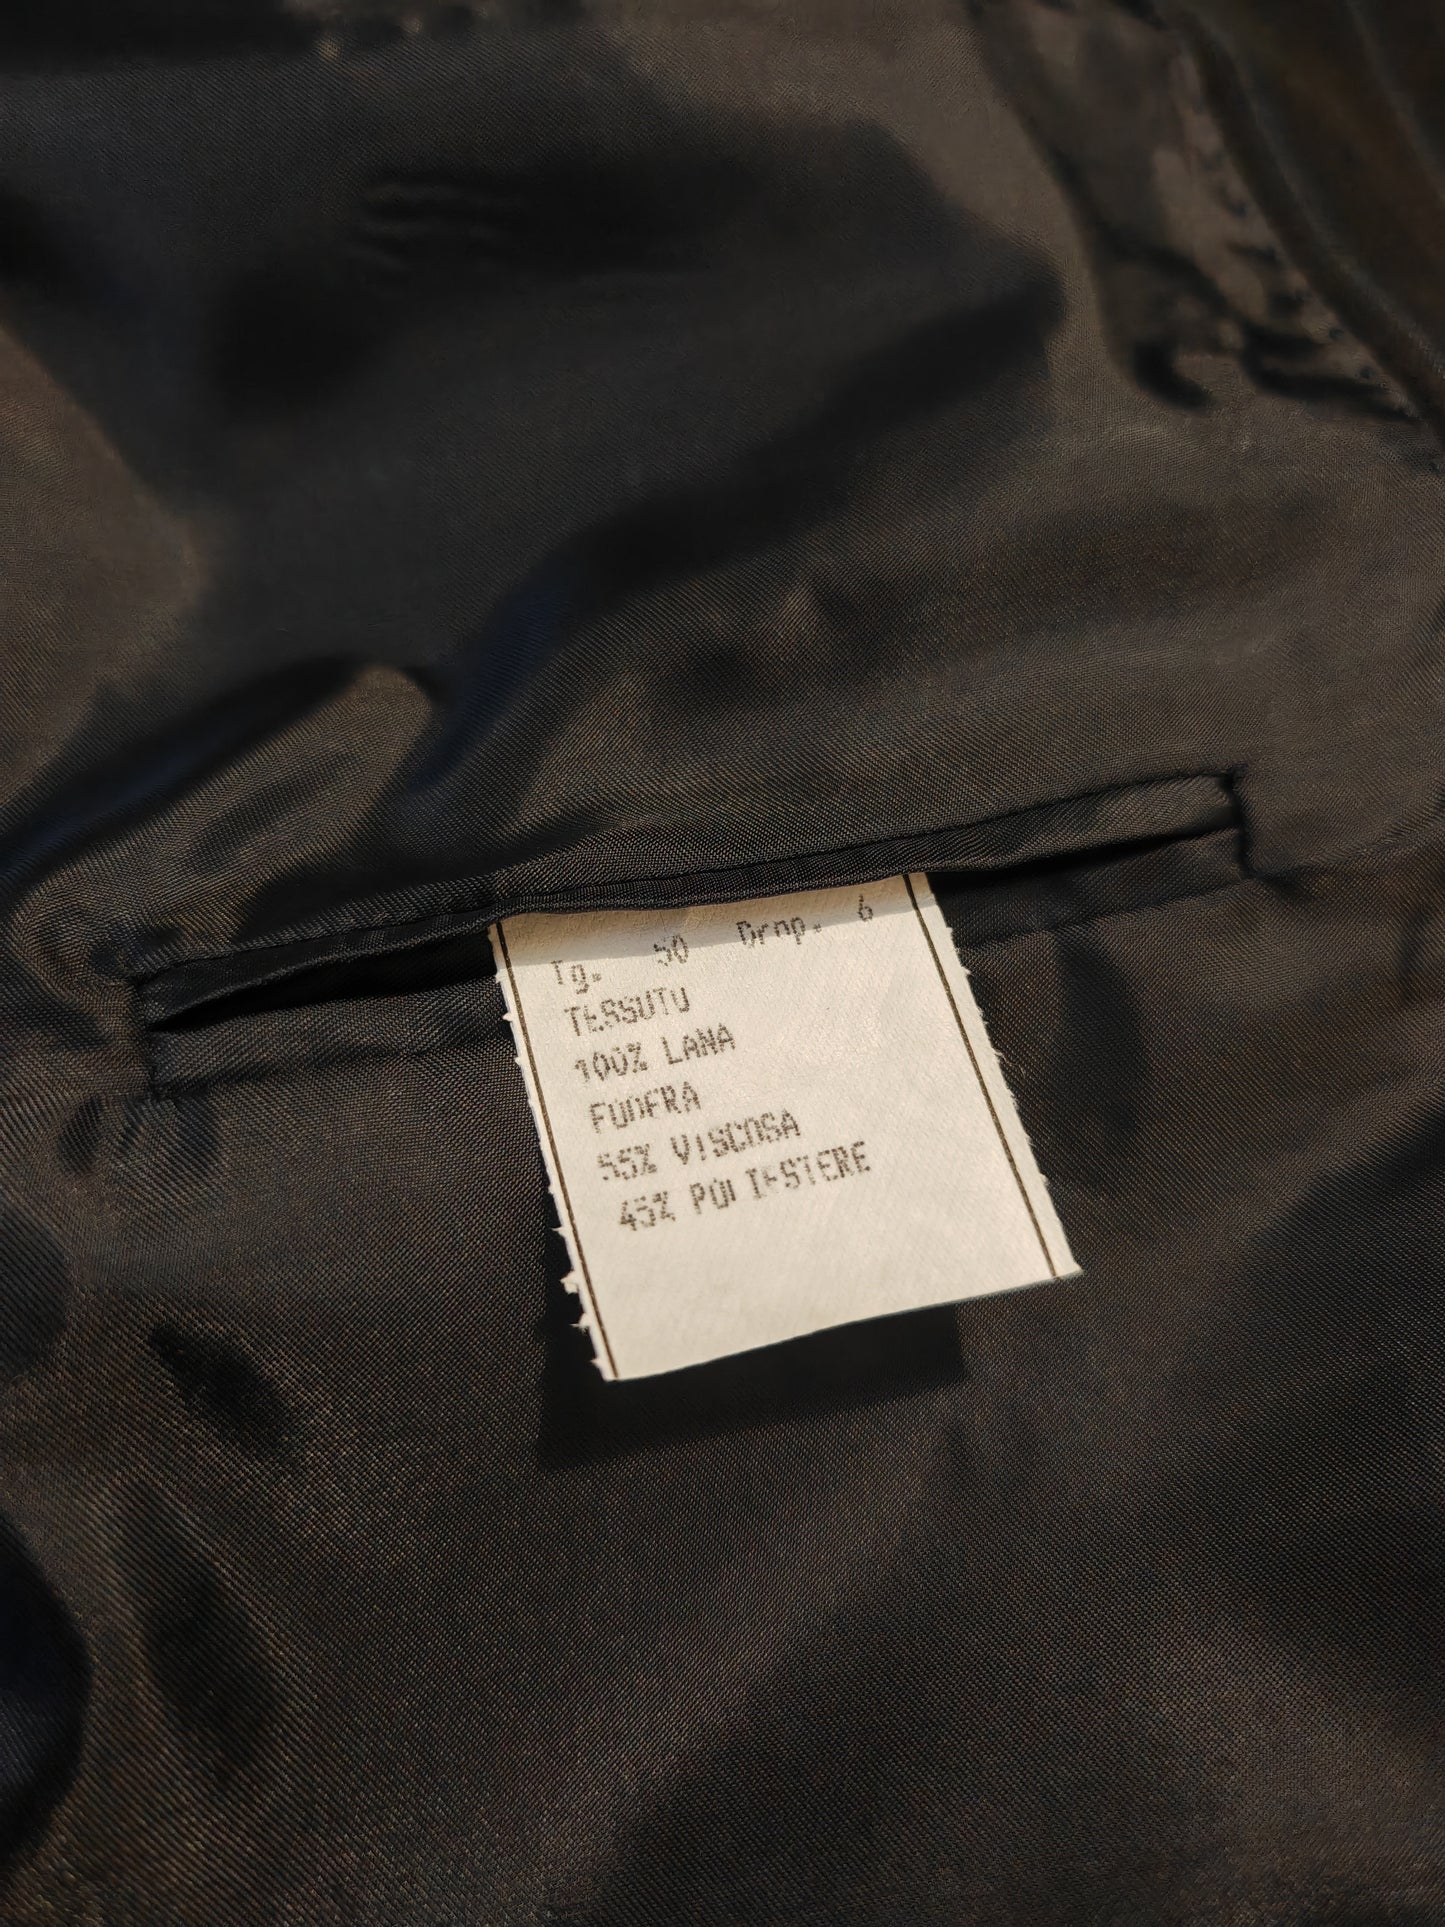 Tg. 50 Drop. 6
TESSUTO
100% LANA
FODERA
55% VISCOSA
45% POLIESTERE